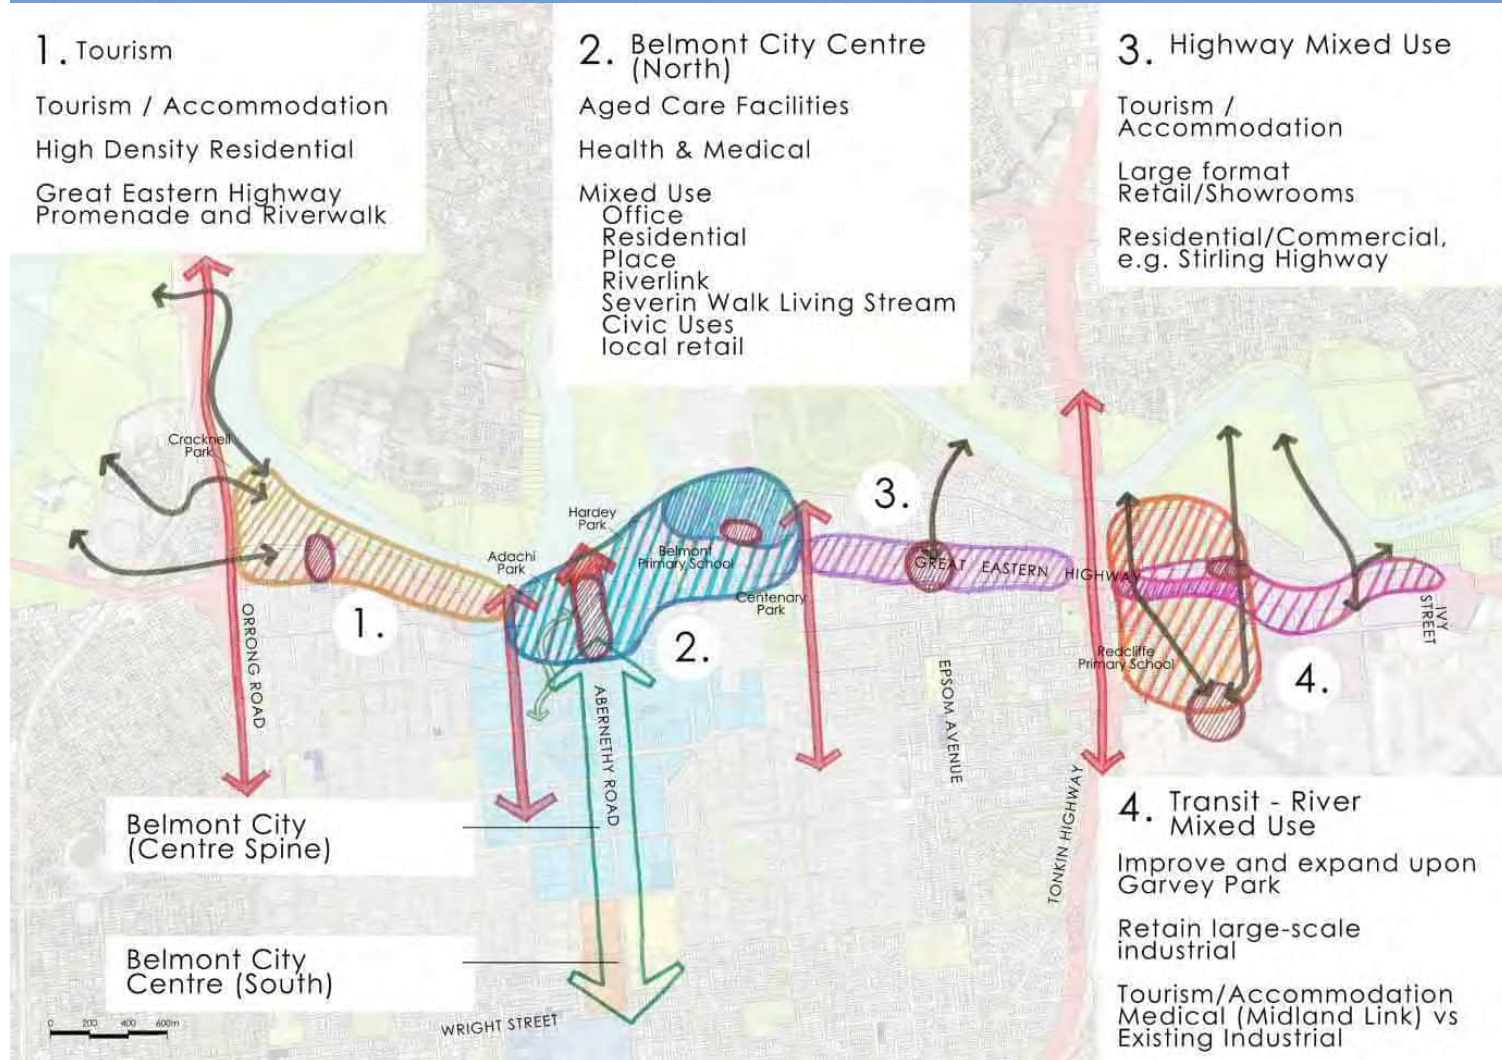 1. Tourism
Tourism / Accommodation
High Density Residential
Great Eastern Highway
Promenade and Riverwalk
2. Belmont City Centre
(North)
Aged Care Facilities
Health & Medical
Mixed Use
Office
Residential
Place
Riverlink
Severin Walk Living Stream
Civic Uses
local retail
3. Highway Mixed Use
Tourism /
Accommodation
Large format
Retail/Showrooms
Residential/Commercial,
e.g. Stirling Highway
Cracknell
Park
Hardey
Park
Adachi
Park
Belmont
Primary School
Centenary
Park
3.
GREAT EASTERN HIGHWAY
1.
2.
Redcliffe
Primary School
4.
IVY
STREET
ORRONG ROAD
ABERNETHY ROAD
EPSOM AVENUE
TONKIN HIGHWAY
Belmont City
(Centre Spine)
Belmont City
Centre (South)
WRIGHT STREET
0 200 400 600m
4. Transit - River
Mixed Use
Improve and expand upon
Garvey Park
Retain large-scale
industrial
Tourism/Accommodation
Medical (Midland Link) vs
Existing Industrial